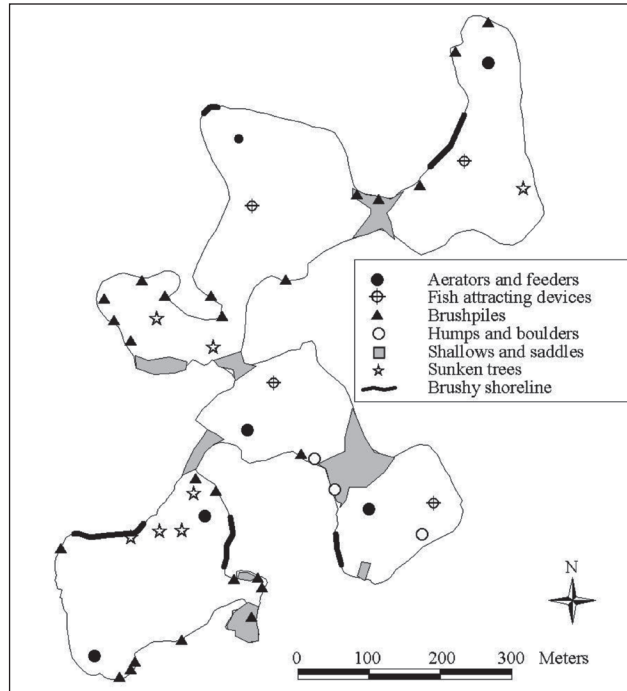 Aerators and feeders
Fish attracting devices
Brushpiles
Humps and boulders
Shallows and saddles
Sunken trees
Brushy shoreline
N
0 100 200 300 Meters